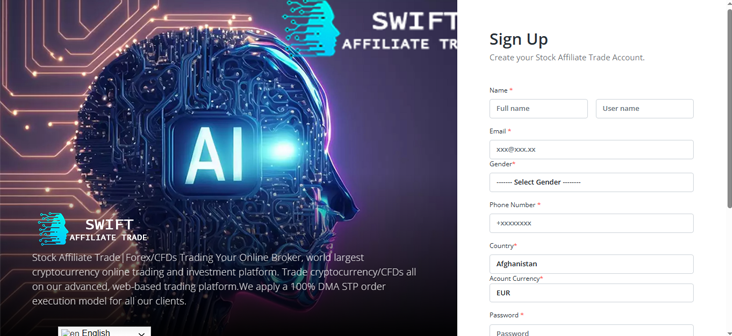 SWIFT
AFFILIATE TR
AI
SWIFT
AFFILIATE TRADE
Stock Affiliate Trade|Forex/CFDs Trading Your Online Broker, world largest
cryptocurrency online trading and investment platform. Trade cryptocurrency/CFDs all
on our advanced, web-based trading platform.We apply a 100% DMA STP order
execution model for all our clients.
en English
Sign Up
Create your Stock Affiliate Trade Account.
Name *
Full name
User name
Email *
xxx@xxx.xx
Gender*
------- Select Gender --------
Phone Number *
+xxxxxxxx
Country*
Afghanistan
Acount Currency*
EUR
Password *
Password